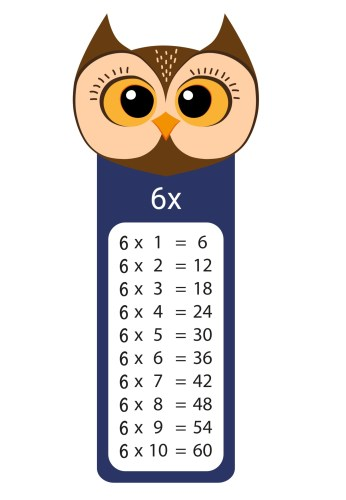 6x
6 x 1 = 6
6 x 2 = 12
6 x 3 = 18
6 x 4 = 24
6 x 5 = 30
6 x 6 = 36
6 x 7 = 42
6 x 8 = 48
6 x 9 = 54
6 x 10 = 60